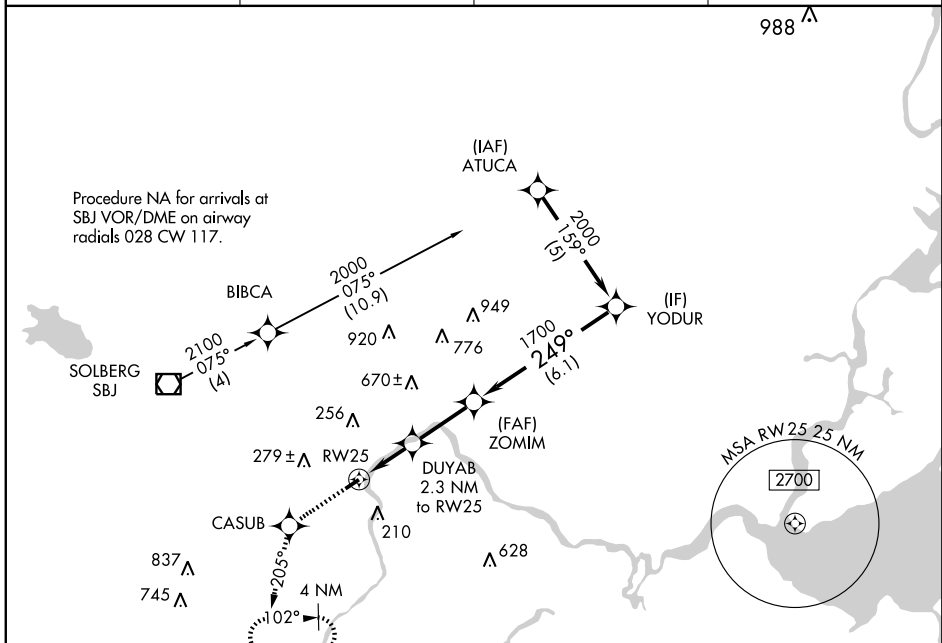 988
(IAF)
ATUCA
Procedure NA for arrivals at
SBJ VOR/DME on airway
radials 028 CW 117.
2000
159°
(5)
BIBCA
2000
075°
(10.9)
(IF)
YODUR
949
920
776
1700
249°
(6.1)
2100
075°
(4)
SOLBERG
SBJ
670±
(FAF)
ZOMIM
256
279±
RW25
DUYAB
2.3 NM
to RW25
MSA RW25 25 NM
2700
CASUB
210
628
837
745
205°
4 NM
102°